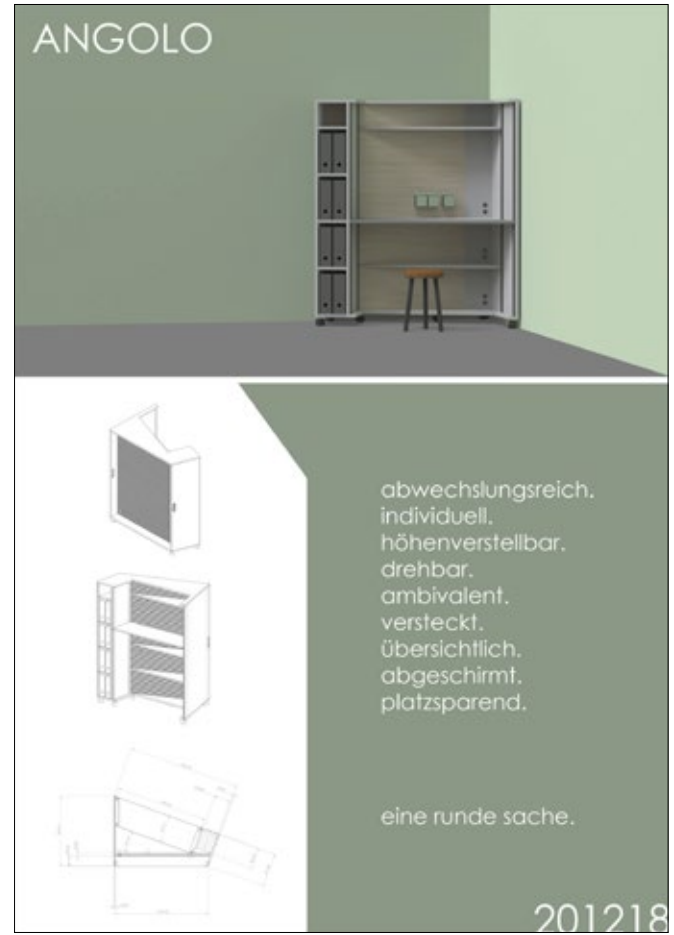 ANGOLO
abwechslungsreich.
individuell.
höhenverstellbar.
drehbar.
ambivalent.
versteckt.
übersichtlich.
abgeschirmt.
platzsparend.
eine runde sache.
201218